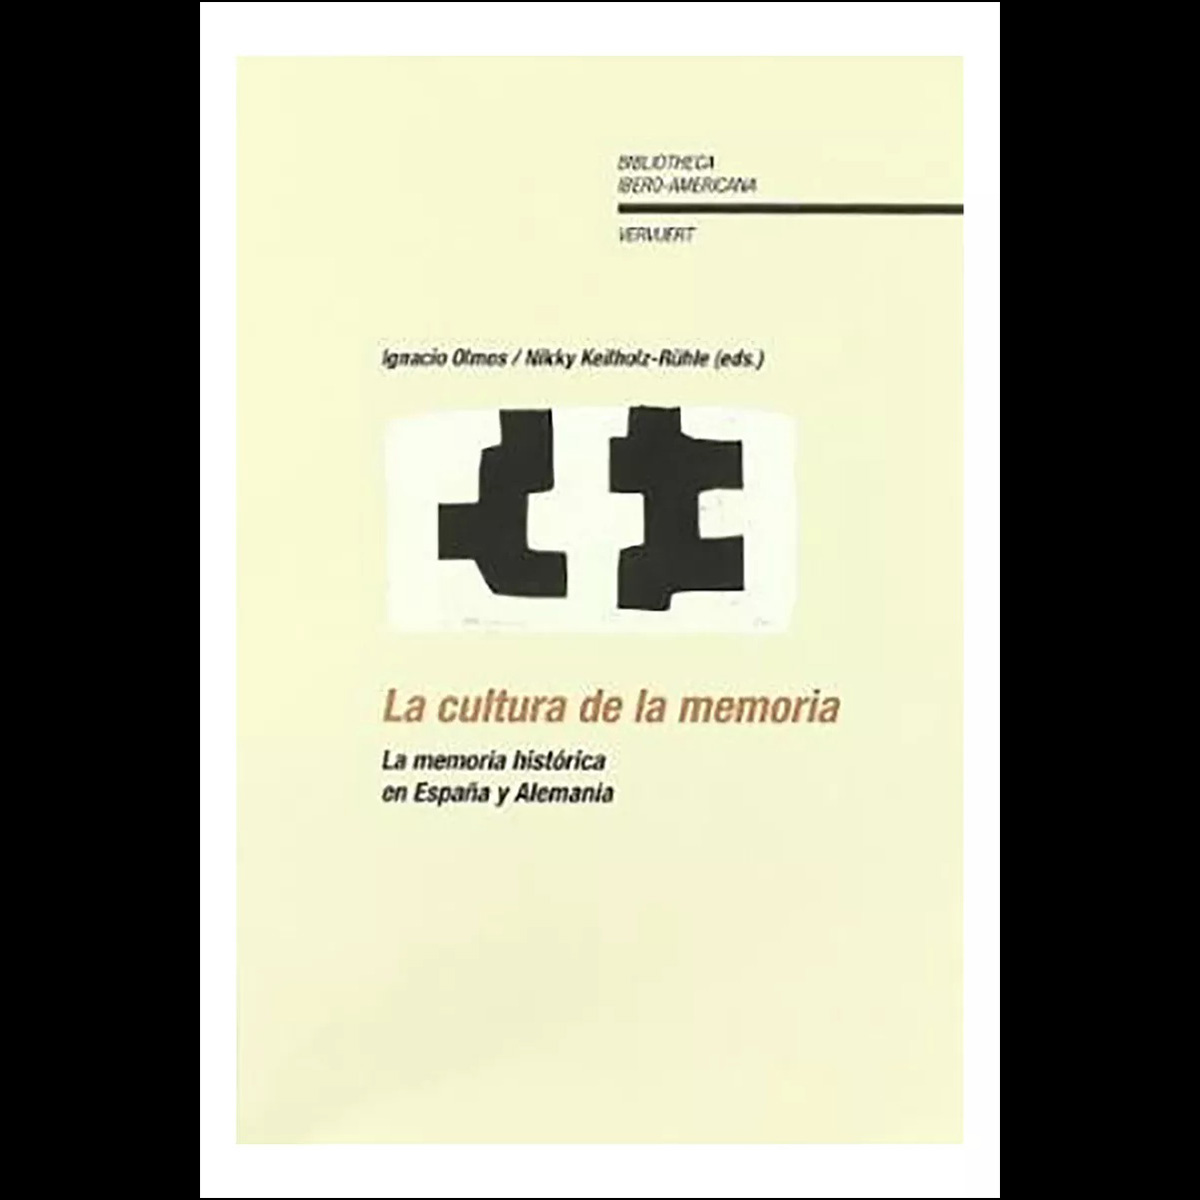 BIBLIOTHECA
IBERO-AMERICANA
VERVUERT
Ignacio Olmos / Nikky Keilholz-Rühle (eds.)
La cultura de la memoria
La memoria histórica
en España y Alemania